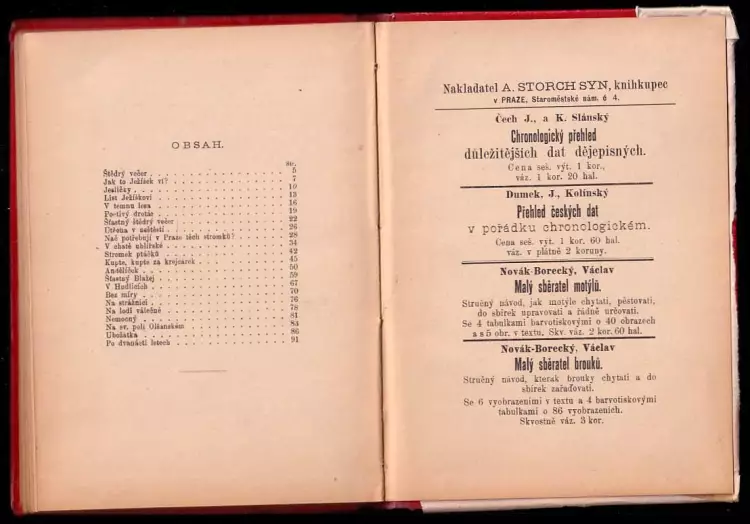 OBSAH.
Str.
Štědrý večer 5
Jak to Ježíšek ví? 7
Jesličky 10
List Ježíškovi 13
V temnu lesa 16
Poctivý dratař 19
Šťastný štědrý večer 22
Útěcha v neštěstí 26
Nač potřebují v Praze těch stromků? 28
V chatě uhlířské 34
Stromek ptáčků 42
Kupte, kupte za krejcárek 45
Andělíček 50
Šťastný Blažej 59
V Hodlicích 67
Bez míry 70
Na strážnici 76
Na lodi válečné 78
Nemocný 81
Na sv. poli Olšanském 83
Ubolátka 86
Po dvanácti letech 91
Nakladatel A. STORCH SYN, knihkupec
v PRAZE, Staroměstské nám. č 4.
Čech J., a K. Slánský
Chronologický přehled
důležitějších dat dějepisných.
Cena seš. výt. 1 kor.,
váz. 1 kor. 20 hal.
Dumek, J., Kolínský
Přehled českých dat
v pořádku chronologickém.
Cena seš. výt. 1 kor. 60 hal.
váz. v plátně 2 koruny.
Novák-Borecký, Václav
Malý sběratel motýlů.
Stručný návod, jak motýle chytati, pěstovati,
do sbírek upravovati a řádně určovati.
Se 4 tabulkami barvotiskovými o 40 obrazech
a s 5 obr. v textu. Skv. váz. 2 kor. 60 hal.
Novák-Borecký, Václav
Malý sběratel brouků.
Stručný návod, kterak brouky chytati a do
sbírek zařaďovati.
Se 6 vyobrazeními v textu a 4 barvotiskovými
tabulkami o 86 vyobrazeních.
Skvostně váz. 3 kor.